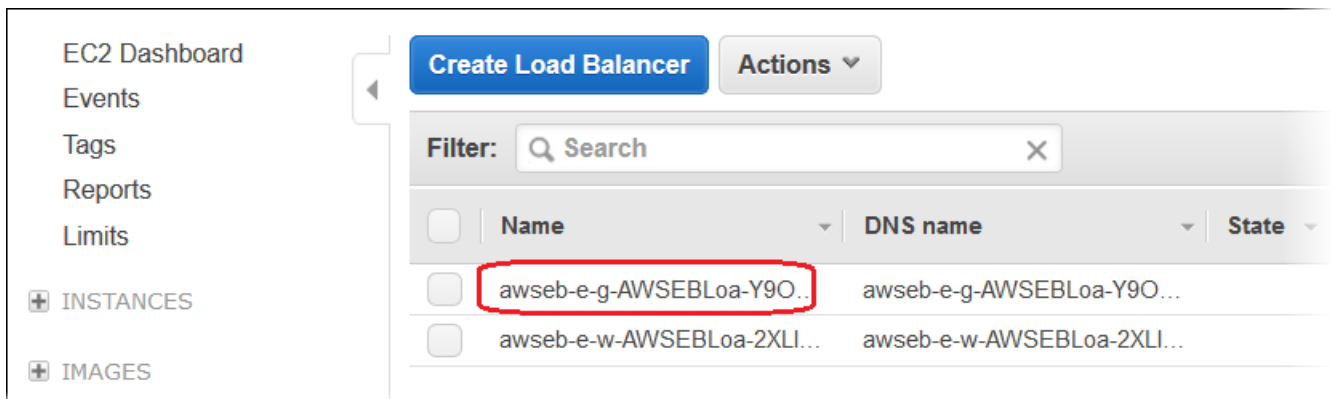 EC2 Dashboard
Events
Tags
Reports
Limits
INSTANCES
IMAGES
Create Load Balancer Actions
Filter: Search
Name DNS name State
awseb-e-g-AWSEBLoa-Y9O... awseb-e-g-AWSEBLoa-Y9O...
awseb-e-w-AWSEBLoa-2XLI... awseb-e-w-AWSEBLoa-2XLI...